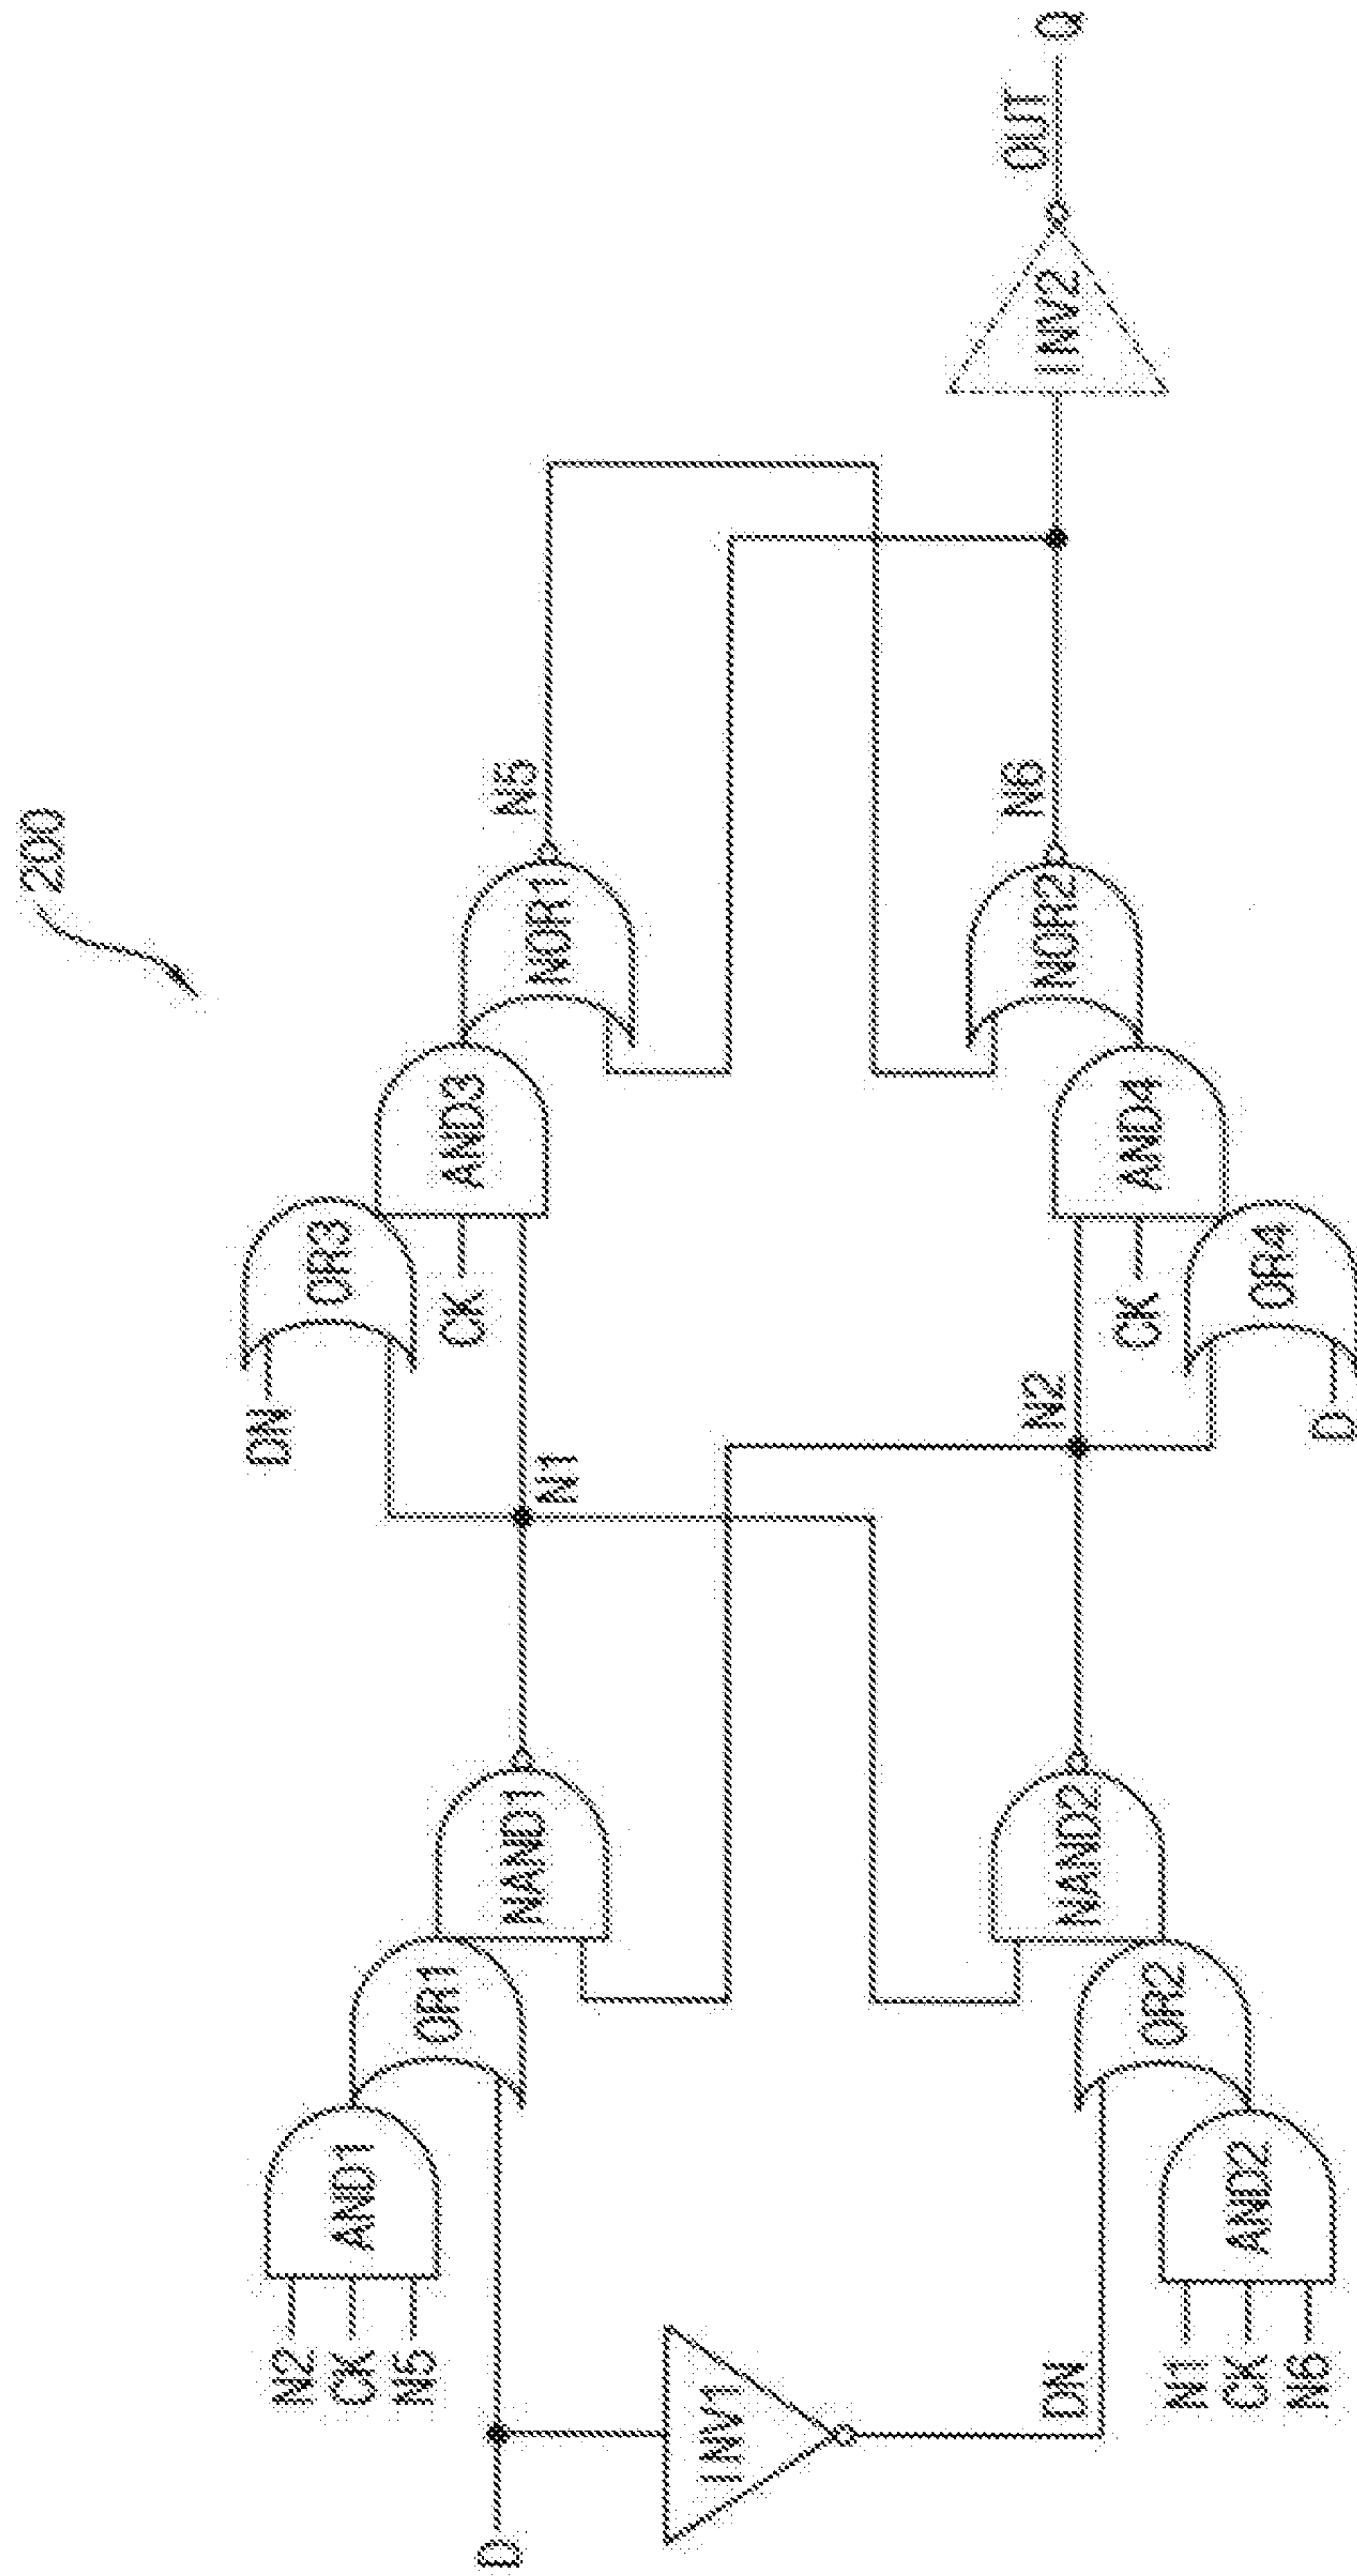 200
DN
OR3
CK
AND3
NOR1
N5
N2
CK
N5
AND1
OR1
NAND1
N1
D
INV1
DN
N1
CK
N6
AND2
OR2
NAND2
N2
CK
AND4
D
OR4
NOR2
N6
INV2
OUT
Q